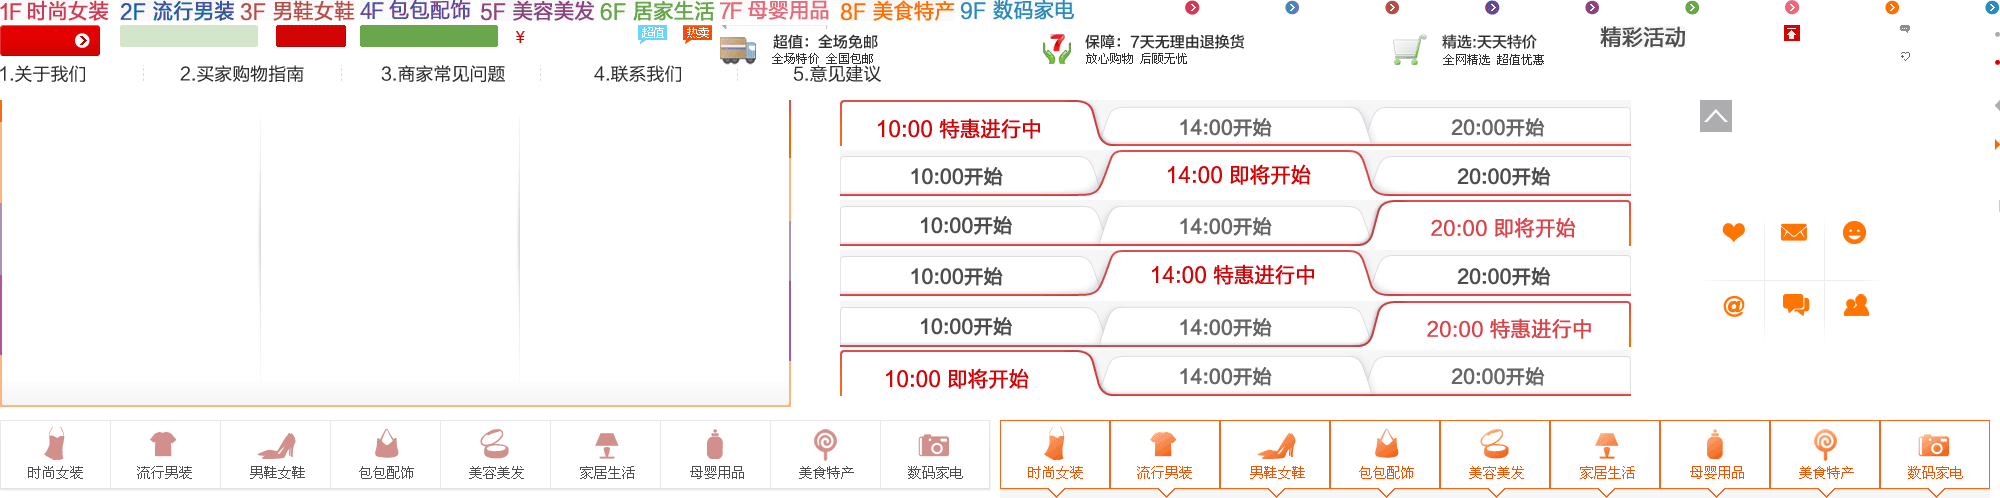 1F 时尚女装 2F 流行男装 3F 男鞋女鞋 4F 包包配饰 5F 美容美发 6F 居家生活 7F 母婴用品 8F 美食特产 9F 数码家电
¥ 超值 热卖
超值：全场免邮
全场特价 全国包邮
保障：7天无理由退换货
放心购物 后顾无忧
7
精选:天天特价
全网精选 超值优惠
精彩活动
1.关于我们 2.买家购物指南 3.商家常见问题 4.联系我们 5.意见建议
10:00 特惠进行中 14:00开始 20:00开始
10:00开始 14:00 即将开始 20:00开始
10:00开始 14:00开始 20:00 即将开始
10:00开始 14:00 特惠进行中 20:00开始
10:00开始 14:00开始 20:00 特惠进行中
10:00 即将开始 14:00开始 20:00开始
@
时尚女装 流行男装 男鞋女鞋 包包配饰 美容美发 家居生活 母婴用品 美食特产 数码家电
时尚女装 流行男装 男鞋女鞋 包包配饰 美容美发 家居生活 母婴用品 美食特产 数码家电